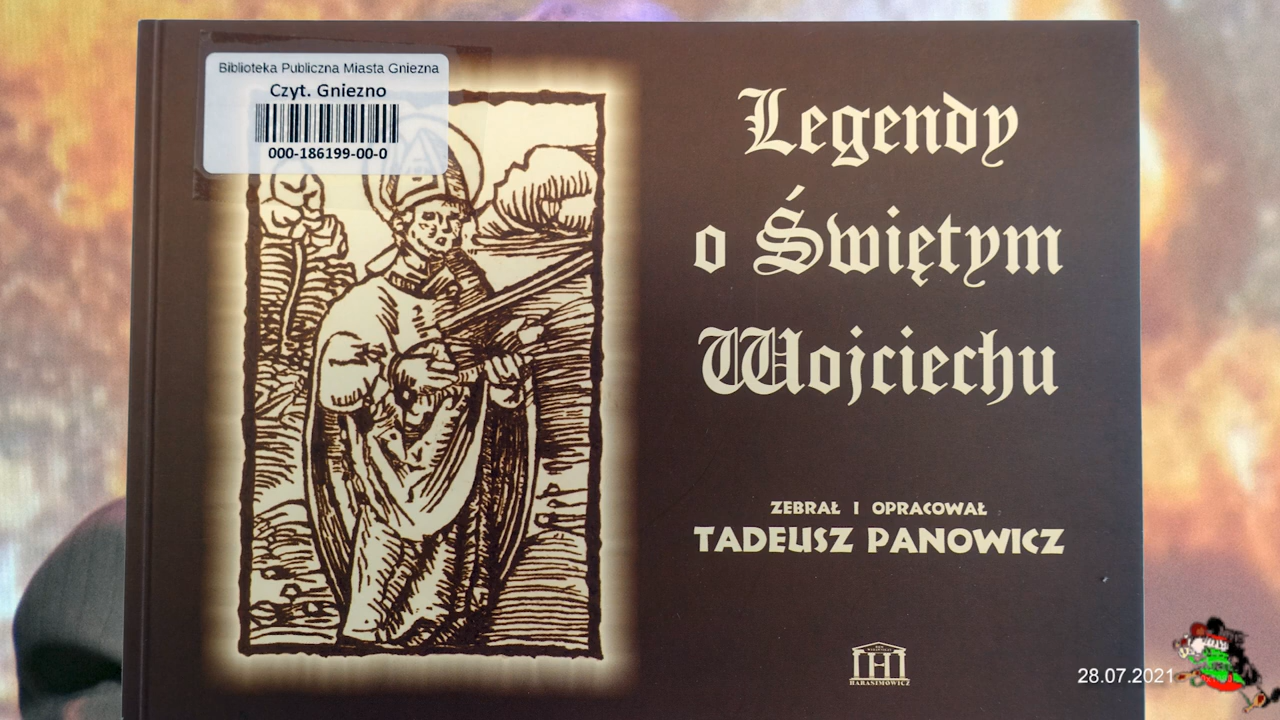 Biblioteka Publiczna Miasta Gniezna
Czyt. Gniezno
000-186199-00-0
Legendy
o Świętym
Wojciechu
ZEBRAŁ I OPRACOWAŁ
TADEUSZ PANOWICZ
HARASIMOWICZ
28.07.2021